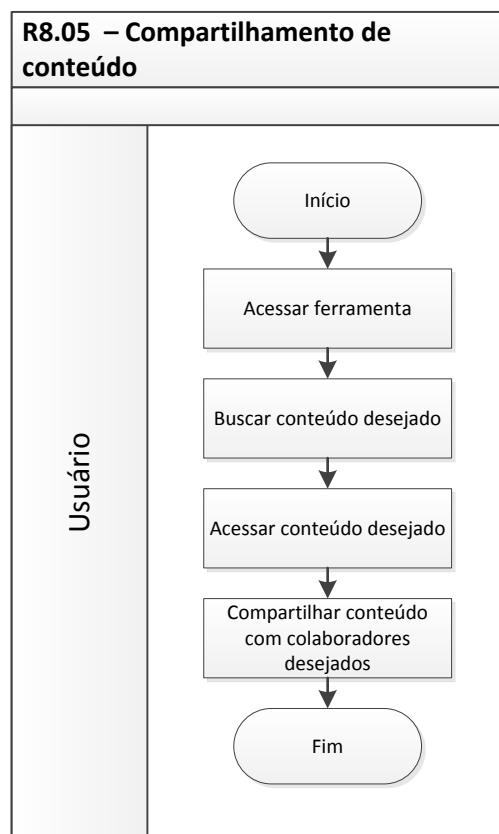 R8.05 – Compartilhamento de
conteúdo
Usuário
Início
Acessar ferramenta
Buscar conteúdo desejado
Acessar conteúdo desejado
Compartilhar conteúdo
com colaboradores
desejados
Fim